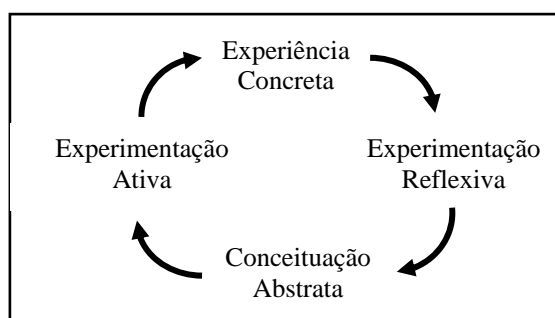 Experiência
Concreta
Experimentação
Ativa
Experimentação
Reflexiva
Conceituação
Abstrata